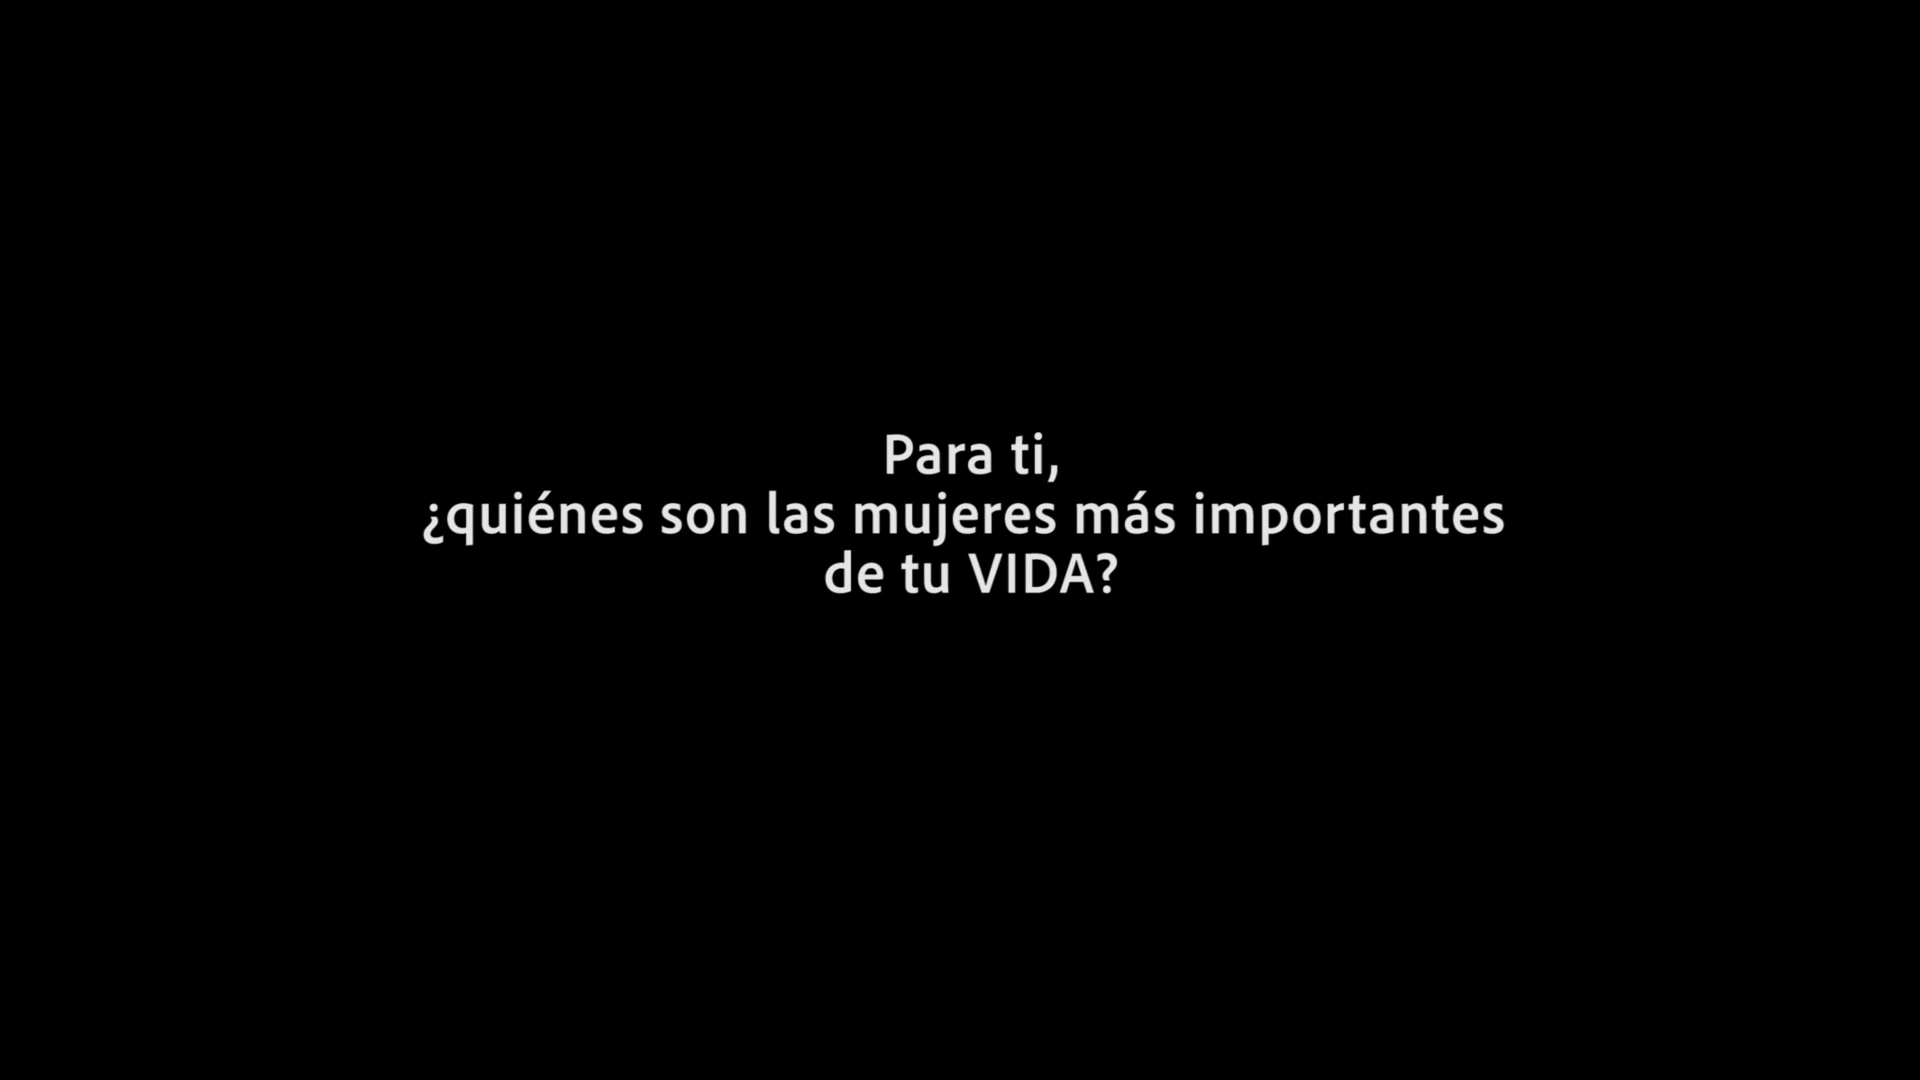 Para ti,
¿quiénes son las mujeres más importantes
de tu VIDA?